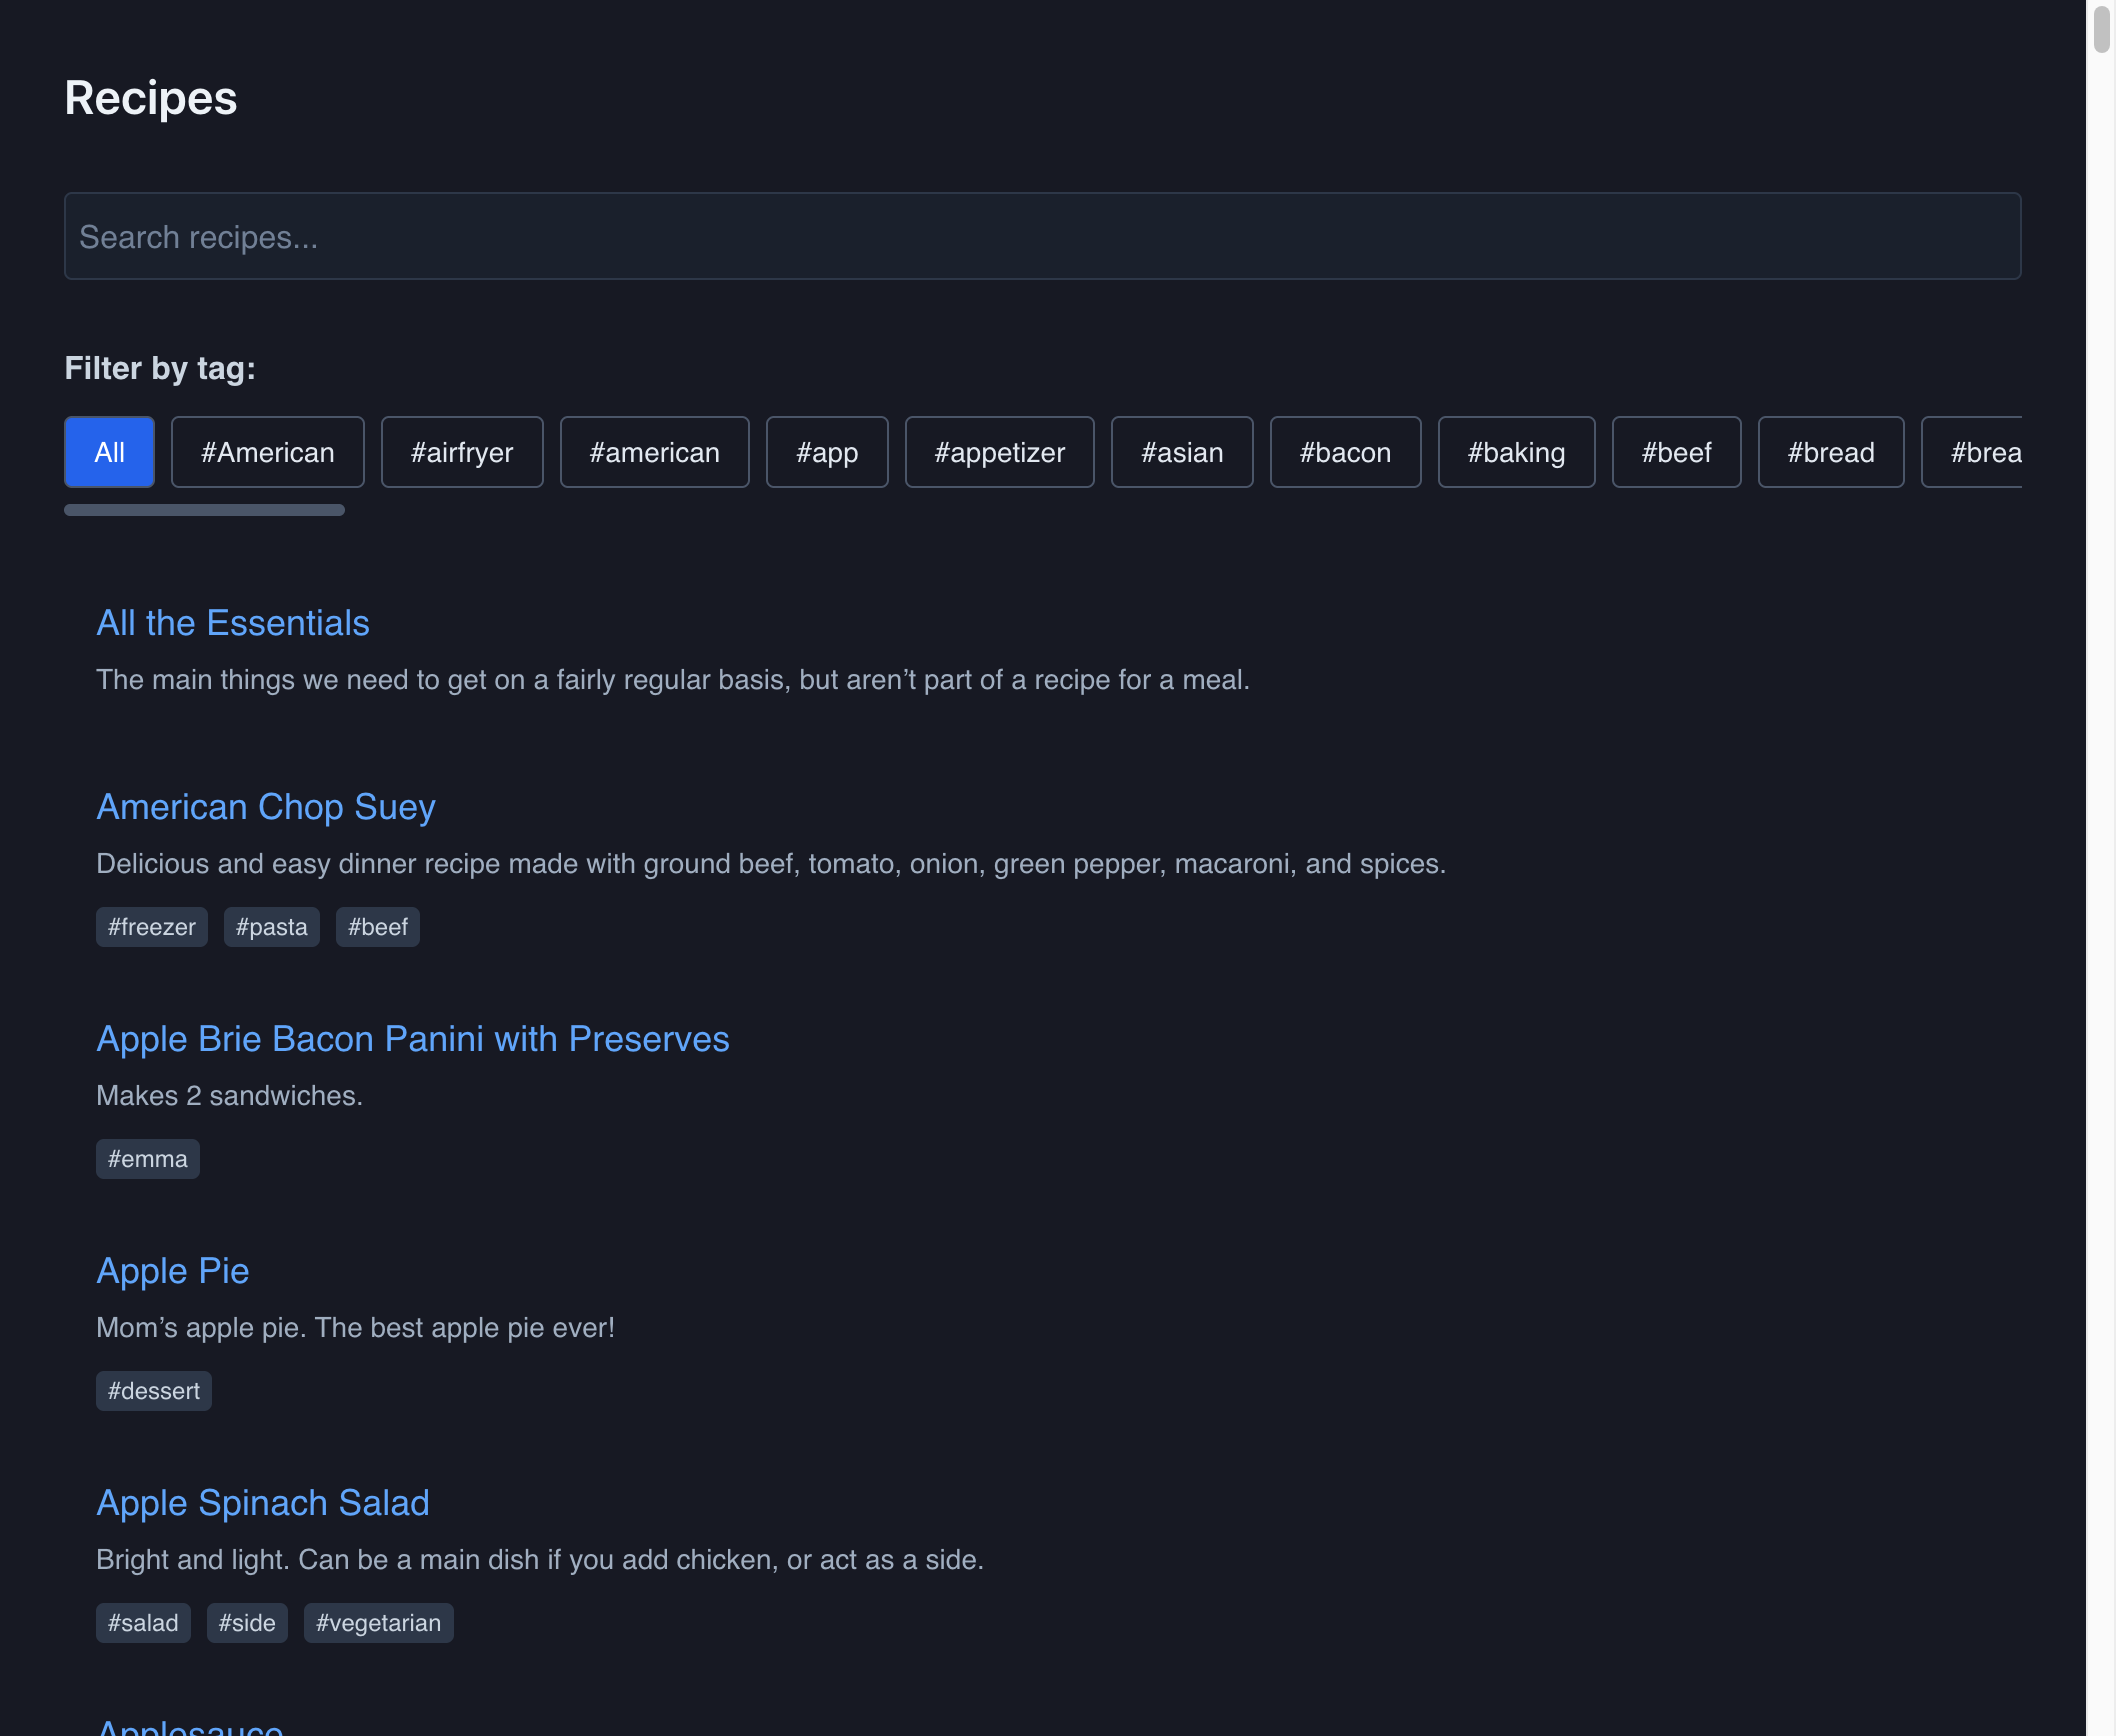 Recipes
Search recipes...
Filter by tag:
All #American #airfryer #american #app #appetizer #asian #bacon #baking #beef #bread #brea
All the Essentials
The main things we need to get on a fairly regular basis, but aren’t part of a recipe for a meal.
American Chop Suey
Delicious and easy dinner recipe made with ground beef, tomato, onion, green pepper, macaroni, and spices.
#freezer #pasta #beef
Apple Brie Bacon Panini with Preserves
Makes 2 sandwiches.
#emma
Apple Pie
Mom’s apple pie. The best apple pie ever!
#dessert
Apple Spinach Salad
Bright and light. Can be a main dish if you add chicken, or act as a side.
#salad #side #vegetarian
Applesauce